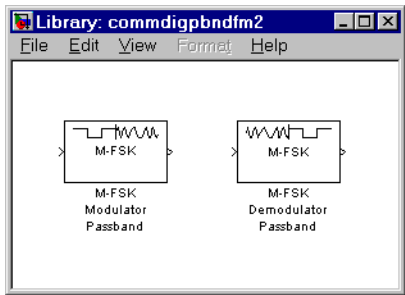 Library: commdigpbndfm2
File Edit View Format Help
M-FSK
M-FSK
Modulator
Passband
M-FSK
M-FSK
Demodulator
Passband